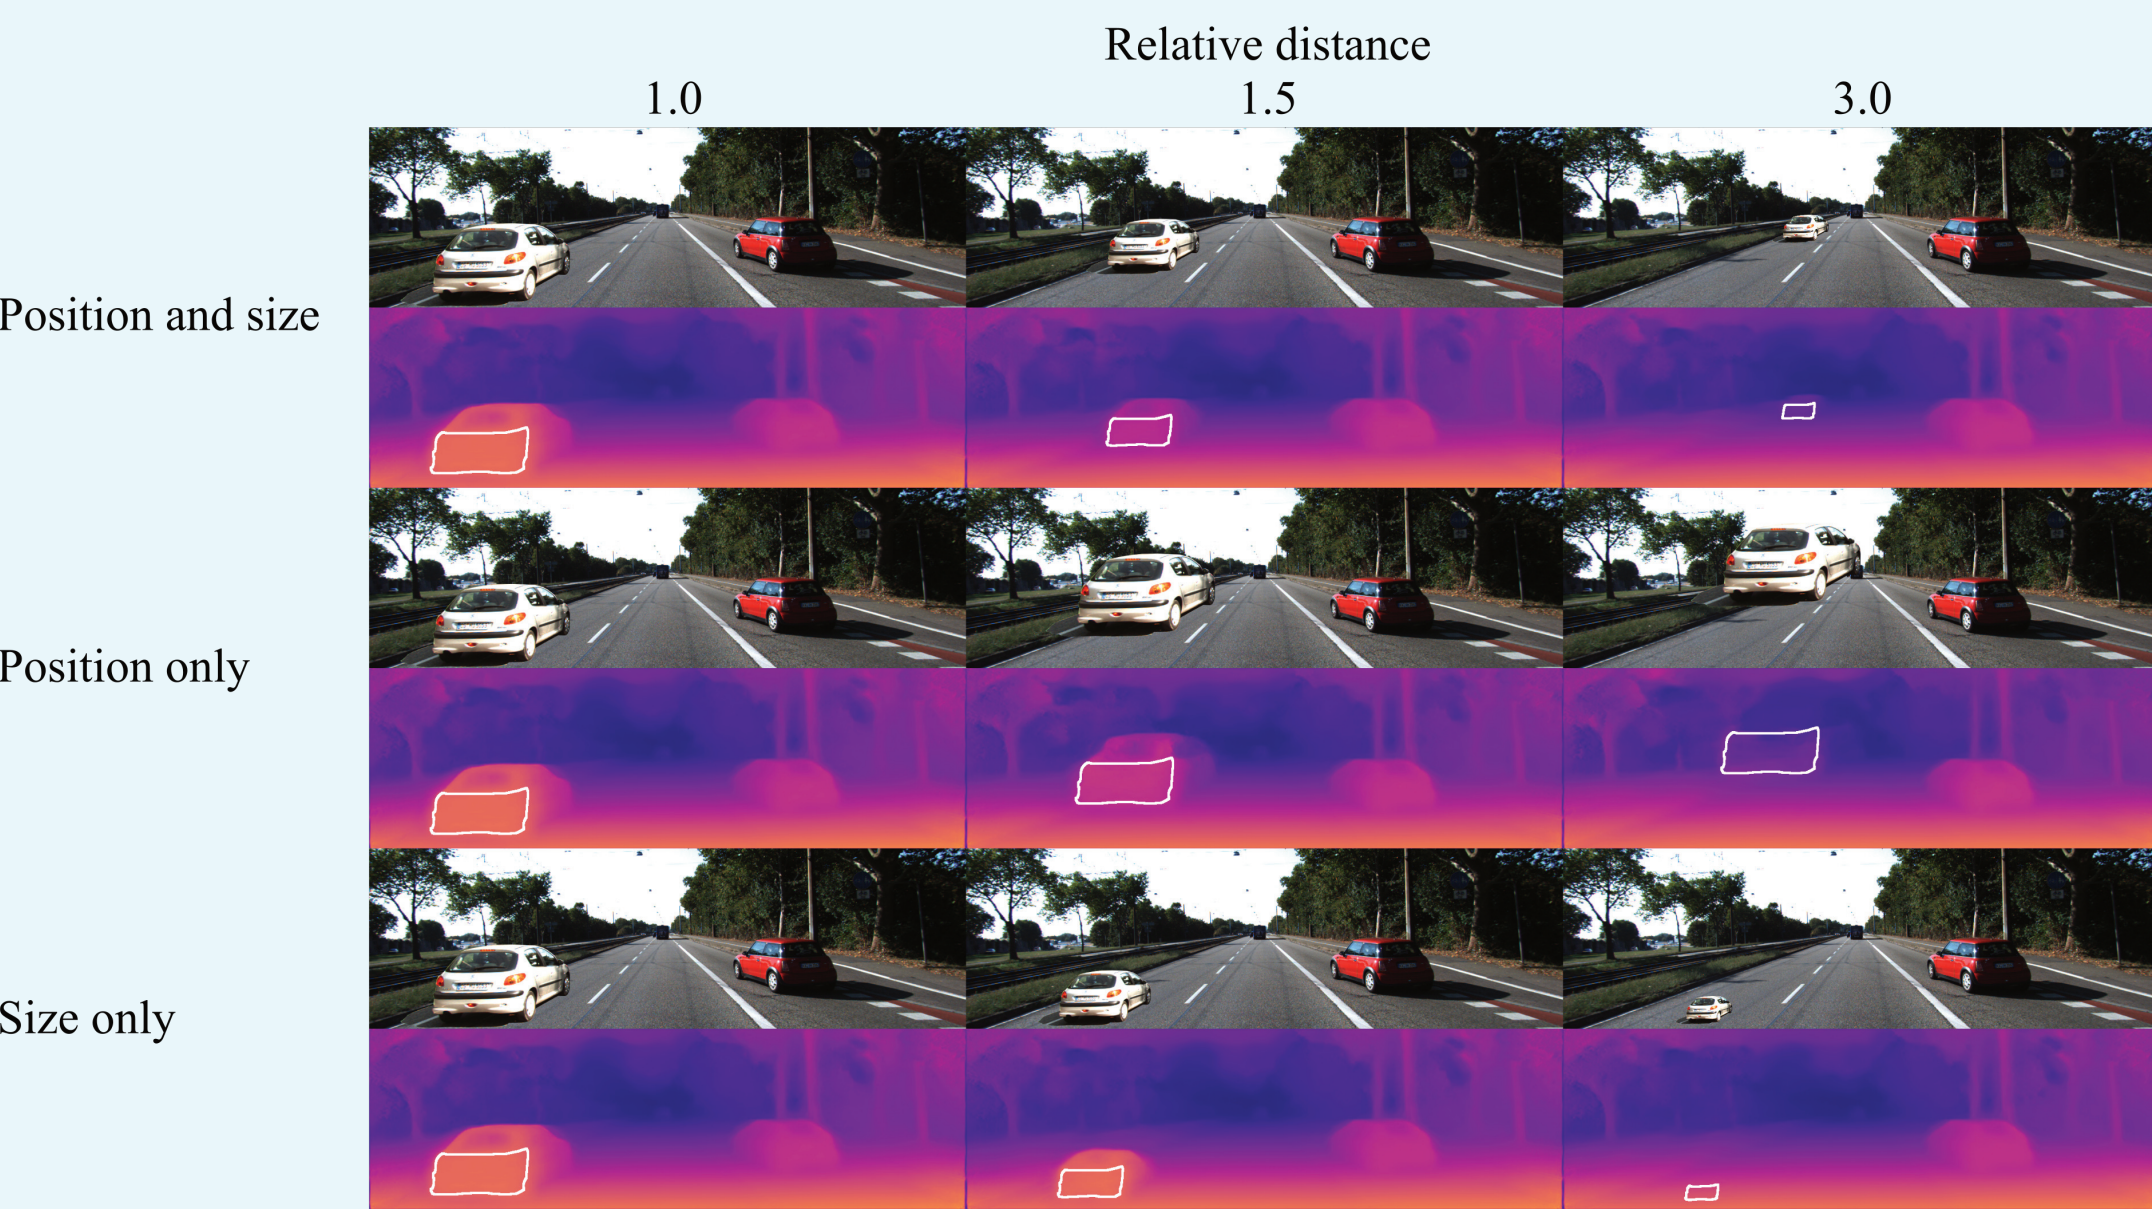 Relative distance
1.0 1.5 3.0
Position and size
Position only
Size only